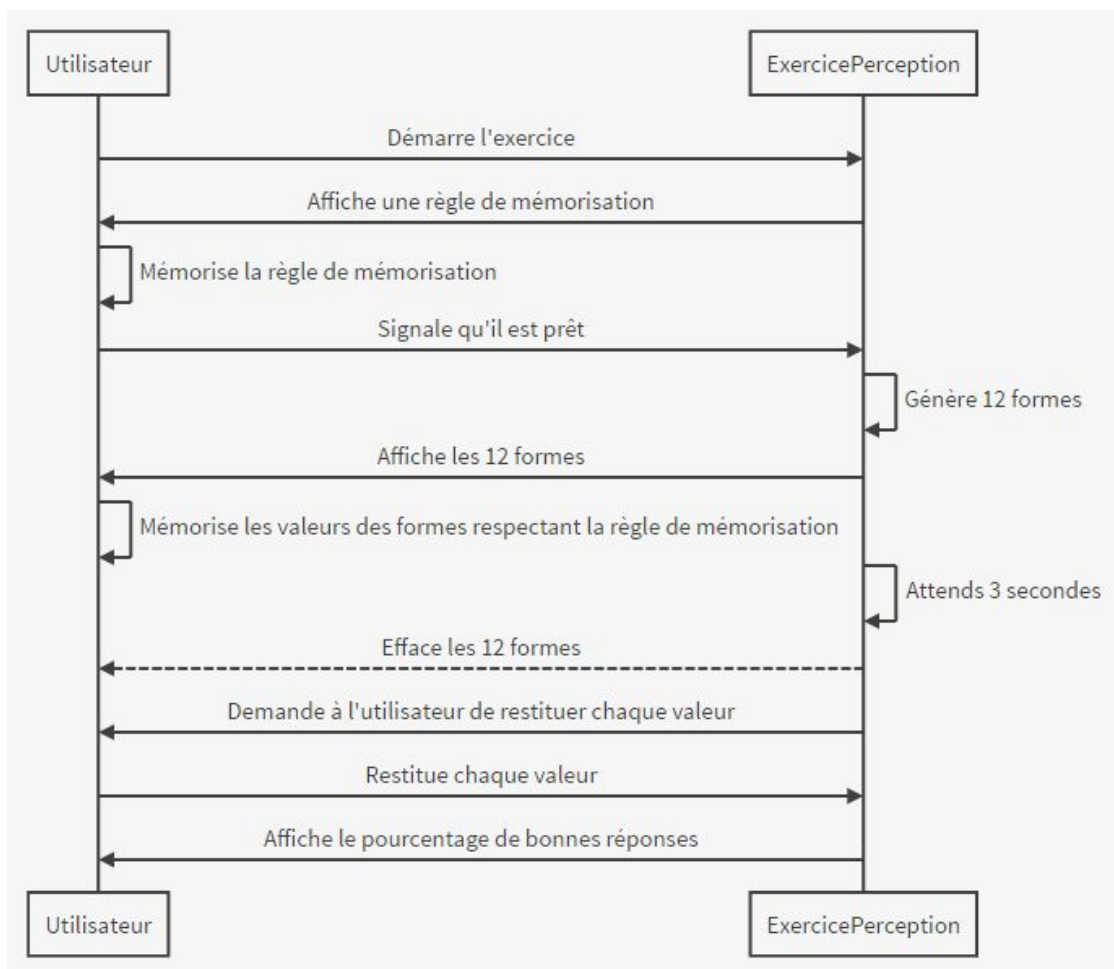 Utilisateur
ExercicePerception
Démarre l'exercice
Affiche une règle de mémorisation
Mémorise la règle de mémorisation
Signale qu'il est prêt
Génère 12 formes
Affiche les 12 formes
Mémorise les valeurs des formes respectant la règle de mémorisation
Attends 3 secondes
Efface les 12 formes
Demande à l'utilisateur de restituer chaque valeur
Restitue chaque valeur
Affiche le pourcentage de bonnes réponses
Utilisateur
ExercicePerception